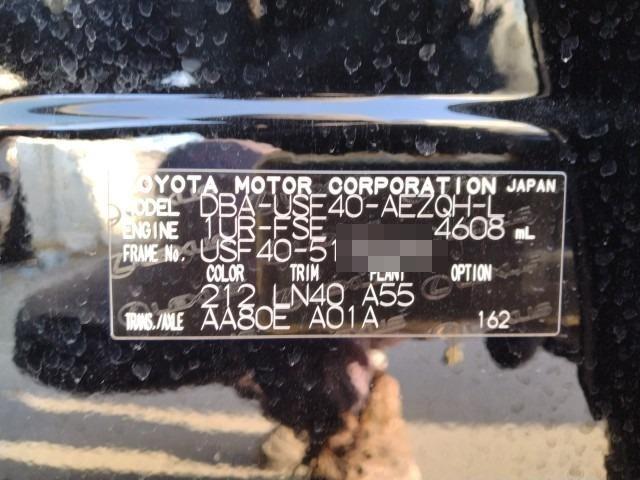 TOYOTA MOTOR CORPORATION JAPAN
MODEL DBA-USF40-AEZQH-L
ENGINE 1UR-FSE 4608 mL
FRAME No. USF40-51
COLOR TRIM PLANT OPTION
212 LN40 A55
TRANS./AXLE AA80E A01A 162